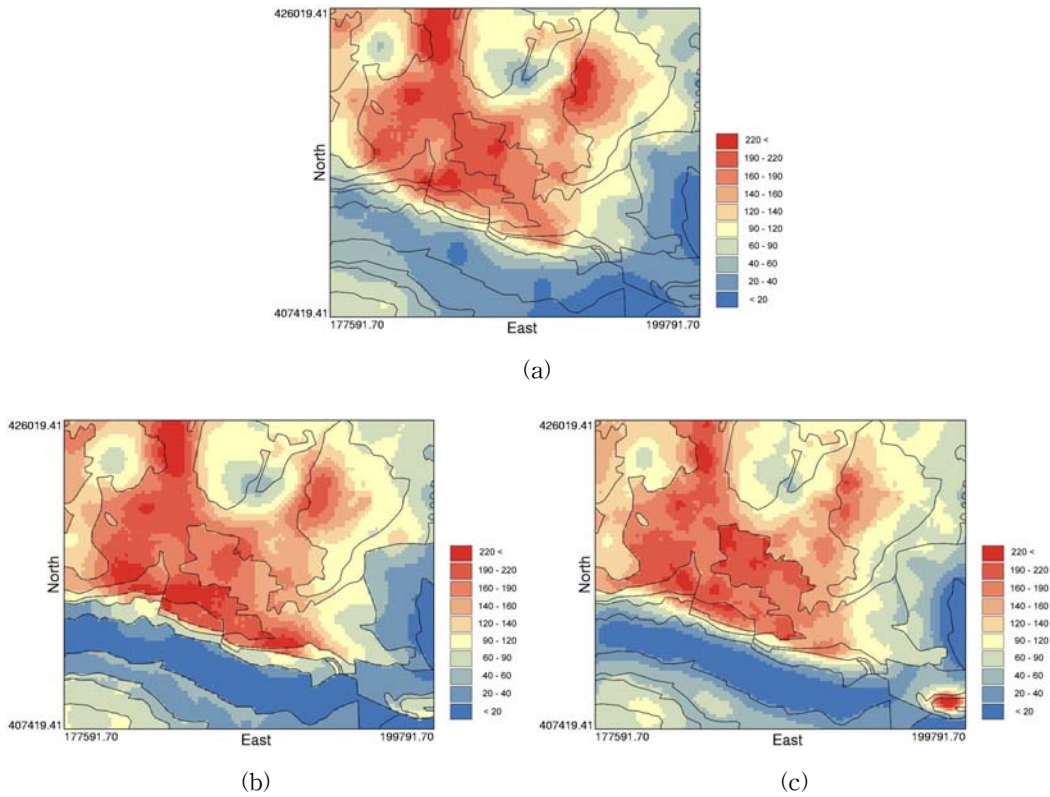 426019.41
North
407419.41
177591.70
East
199791.70
220 <
190 - 220
160 - 190
140 - 160
120 - 140
90 - 120
60 - 90
40 - 60
20 - 40
< 20
(a)
426019.41
North
407419.41
177591.70
East
199791.70
220 <
190 - 220
160 - 190
140 - 160
120 - 140
90 - 120
60 - 90
40 - 60
20 - 40
< 20
(b)
426019.41
North
407419.41
177591.70
East
199791.70
220 <
190 - 220
160 - 190
140 - 160
120 - 140
90 - 120
60 - 90
40 - 60
20 - 40
< 20
(c)